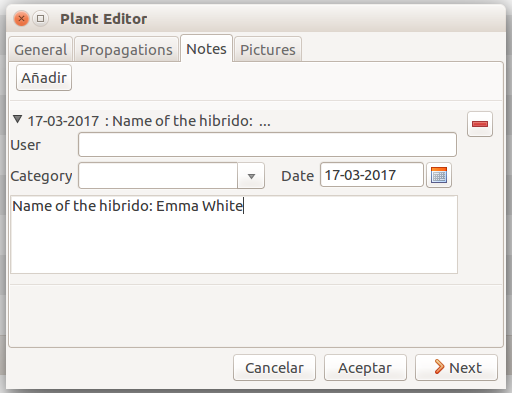 Plant Editor
General Propagations Notes Pictures
Añadir
17-03-2017 : Name of the hibrido: ...
User
Category Date 17-03-2017
Name of the hibrido: Emma White
Cancelar Aceptar Next